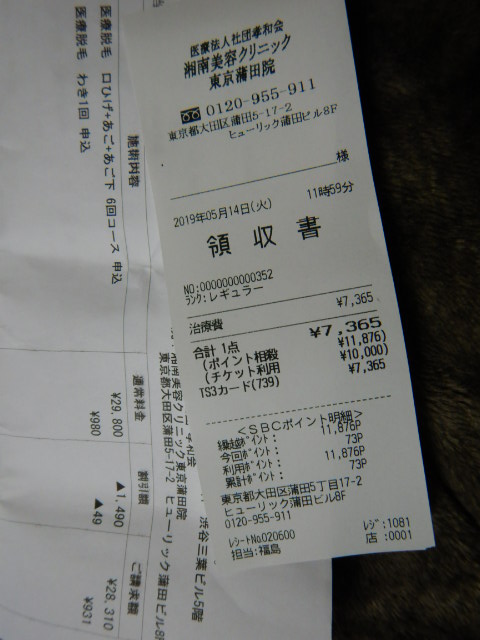 医療法人社団孝和会
湘南美容クリニック
東京蒲田院
0120-955-911
東京都大田区蒲田5-17-2
ヒューリック蒲田ビル8F
様
2019年05月14日(火) 11時59分
領収書
NO:0000000000352
ランク:レギュラー
¥7,365
治療費
合計 1点 ¥7,365
(ポイント相殺 ¥11,876)
(チケット利用 ¥10,000)
TS3カード(739) ¥7,365
<SBCポイント明細>
繰越ポイント: 11,876P
今回ポイント: 73P
利用ポイント: 11,876P
累計ポイント: 73P
東京都大田区蒲田5丁目17-2
ヒューリック蒲田ビル8F
0120-955-911
レジ:1081
レシートNo020600 店:0001
担当:福島
施術内容 通常料金 割引額 ご請求額
医療脱毛 口ひげ+あご+あご下 6回コース 申込 ¥29,800 ▲1,490 ¥28,310
医療脱毛 わき1回 申込 ¥980 ▲49 ¥931
湘南美容クリニック東京蒲田院
東京都大田区蒲田5-17-2 ヒューリック蒲田ビル8F
渋谷三葉ビル5階